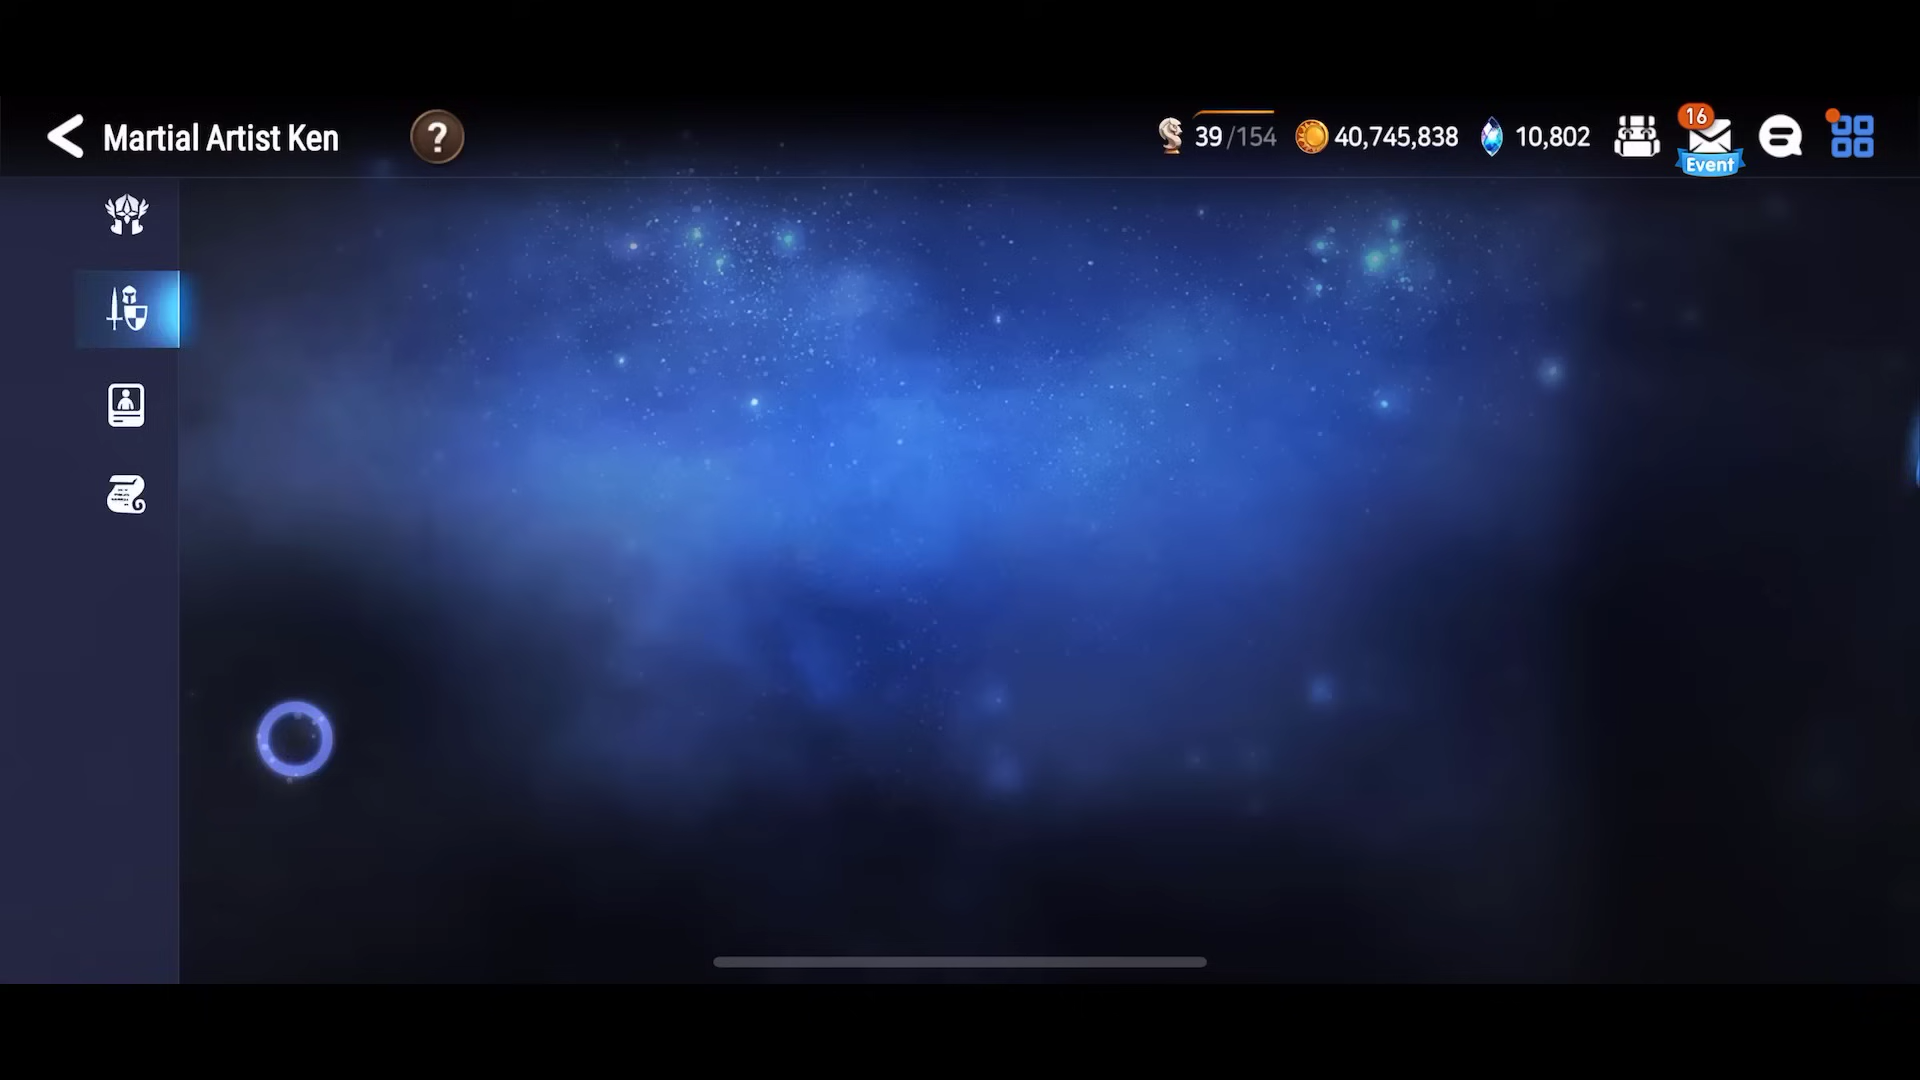 Martial Artist Ken
?
39/154
40,745,838
10,802
16
Event